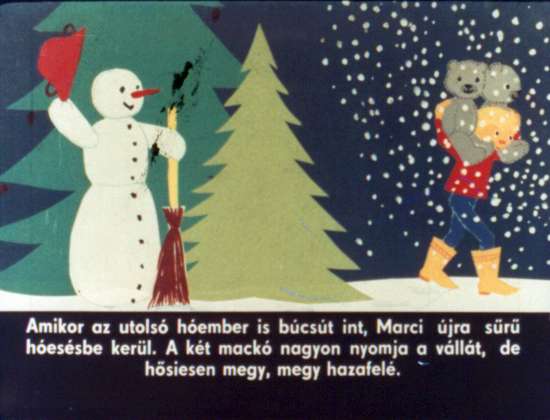 Amikor az utolsó hóember is búcsút int, Marci újra sűrű
hóesésbe kerül. A két mackó nagyon nyomja a vállát, de
hősiesen megy, megy hazafelé.